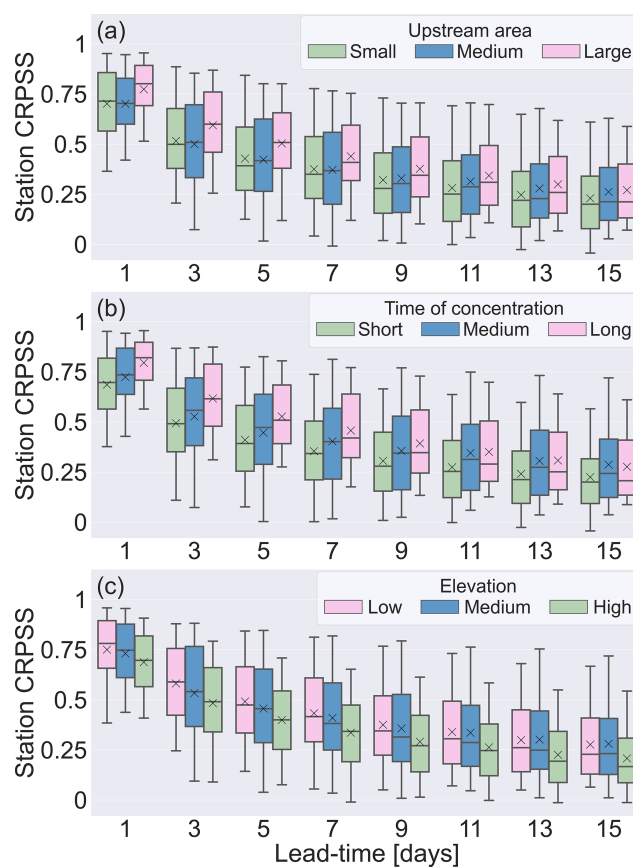 (a)
Upstream area
Small Medium Large
Station CRPSS
1
0.75
0.5
0.25
0
1 3 5 7 9 11 13 15
(b)
Time of concentration
Short Medium Long
Station CRPSS
1
0.75
0.5
0.25
0
1 3 5 7 9 11 13 15
(c)
Elevation
Low Medium High
Station CRPSS
1
0.75
0.5
0.25
0
1 3 5 7 9 11 13 15
Lead-time [days]